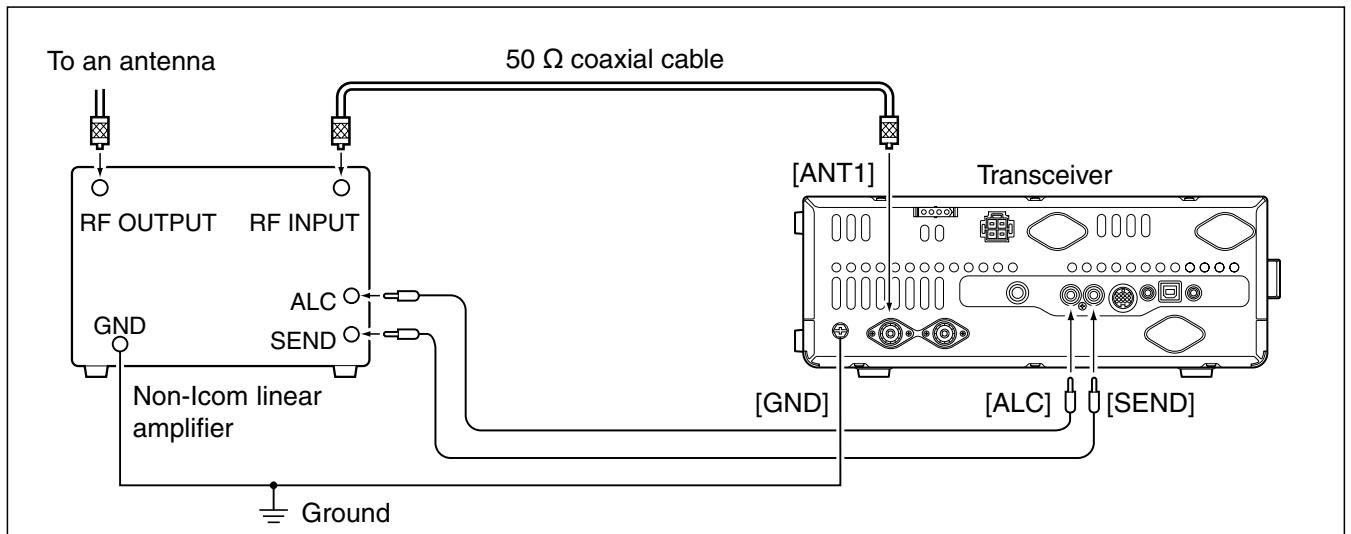 To an antenna
50 Ω coaxial cable
[ANT1]
Transceiver
RF OUTPUT
RF INPUT
ALC
GND
SEND
Non-Icom linear
amplifier
[GND]
[ALC]
[SEND]
Ground